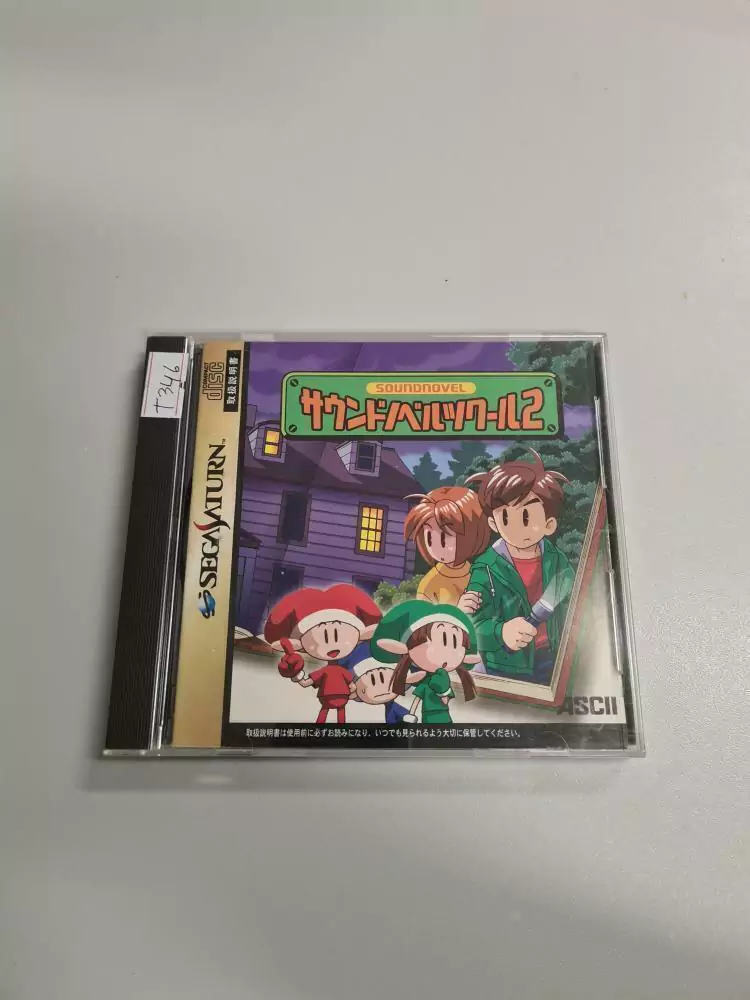 T346
COMPACT
disc
取扱説明書
SEGA SATURN™
SOUNDNOVEL
サウンドノベルツクール2
ASCII
取扱説明書は使用前に必ずお読みになり、いつでも見られるよう大切に保管してください。